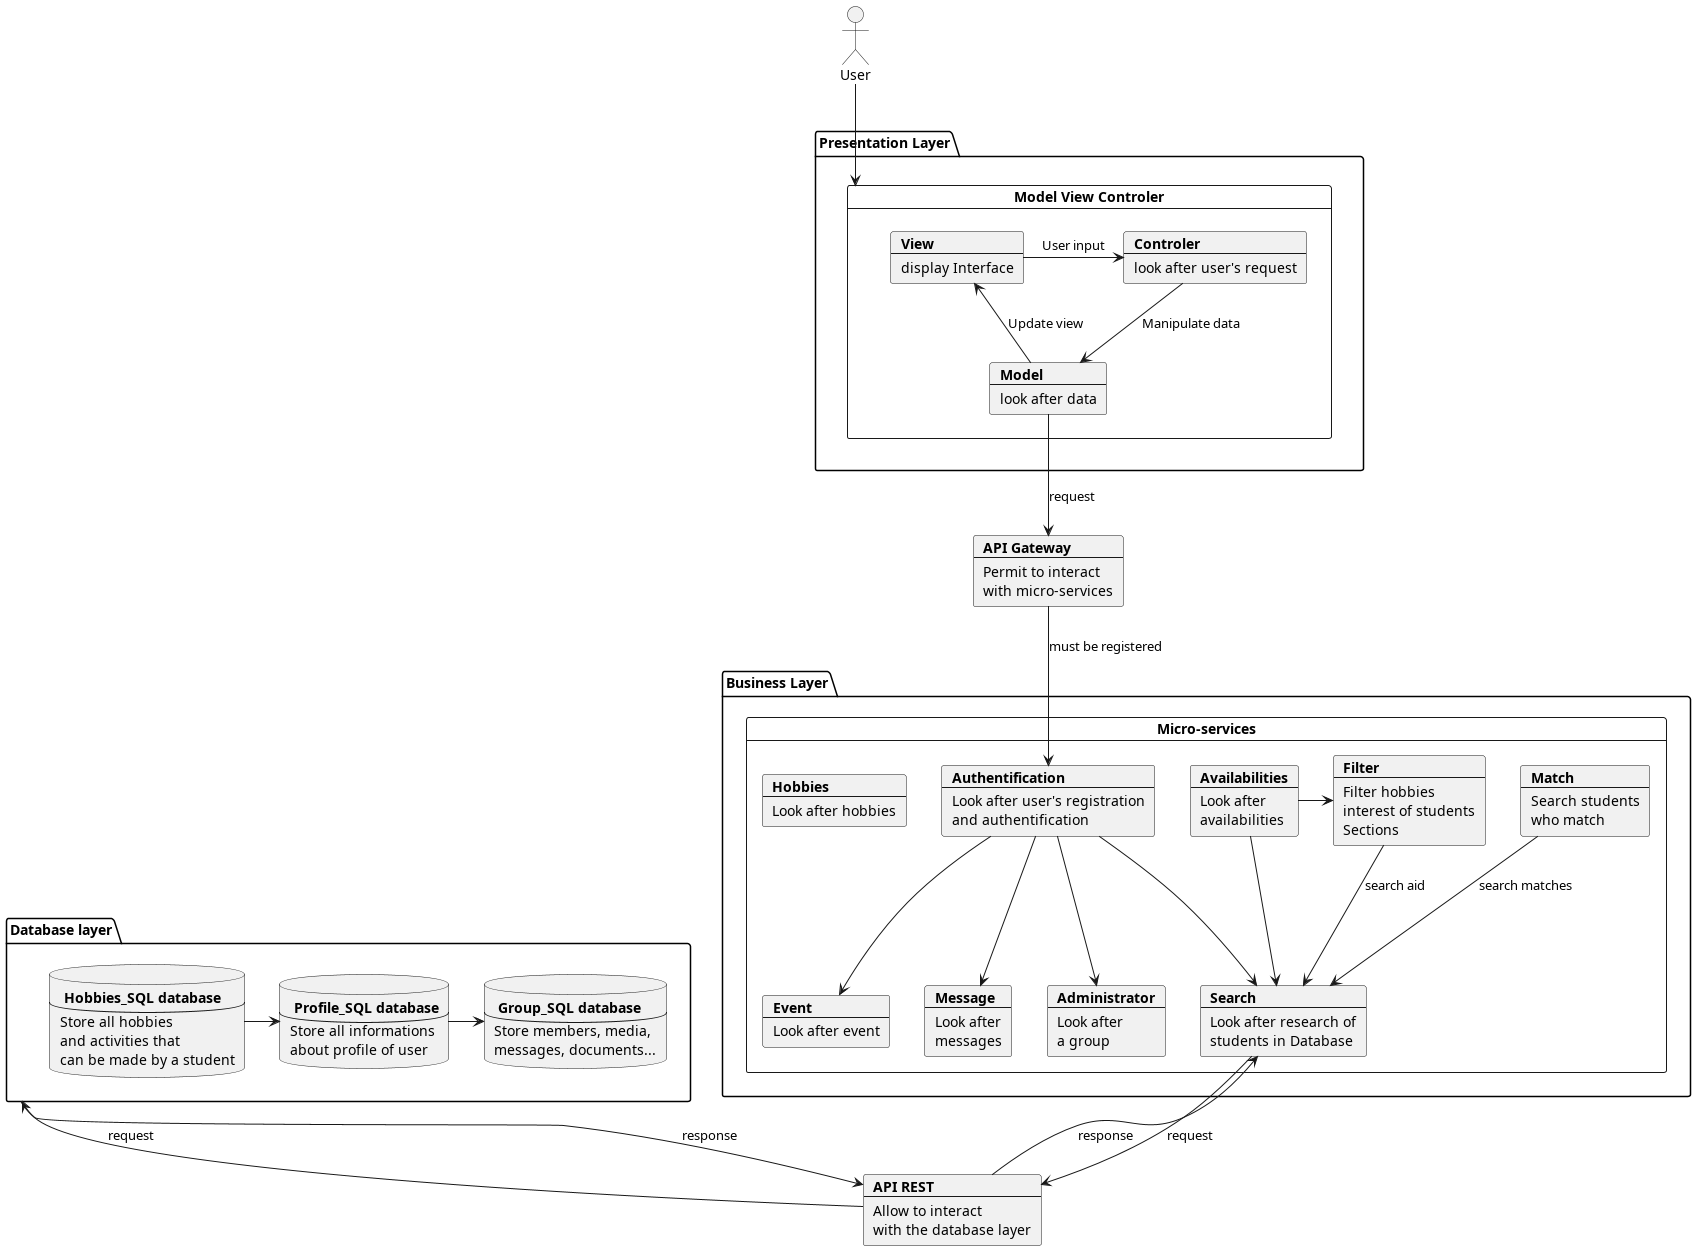 User
Presentation Layer
Model View Controler
View
display Interface
User input
Controler
look after user's request
Update view
Manipulate data
Model
look after data
request
API Gateway
Permit to interact
with micro-services
must be registered
Business Layer
Micro-services
Hobbies
Look after hobbies
Authentification
Look after user's registration
and authentification
Availabilities
Look after
availabilities
Filter
Filter hobbies
interest of students
Sections
Match
Search students
who match
search aid
search matches
Event
Look after event
Message
Look after
messages
Administrator
Look after
a group
Search
Look after research of
students in Database
Database layer
Hobbies_SQL database
Store all hobbies
and activities that
can be made by a student
Profile_SQL database
Store all informations
about profile of user
Group_SQL database
Store members, media,
messages, documents...
request
response
response
request
API REST
Allow to interact
with the database layer